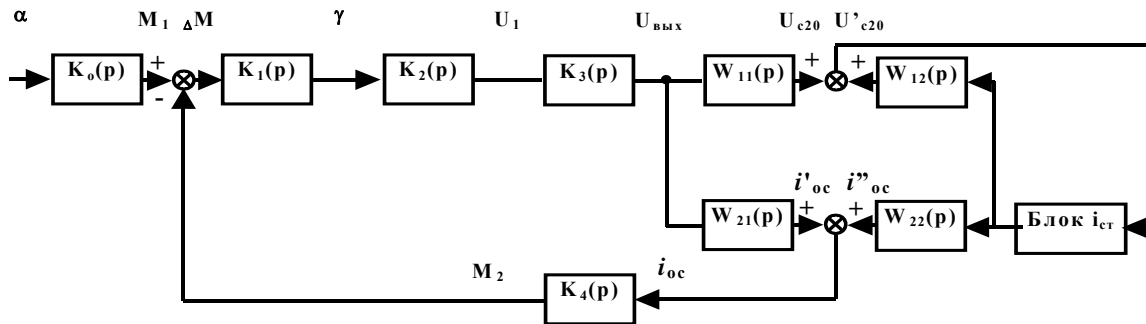 α M₁ ΔM γ U₁ Uвых Uс20 U’с20
Kо(р) + - K₁(р) K₂(р) K₃(р) W₁₁(р) + + W₁₂(р)
i'ос i”ос
W₂₁(р) + + W₂₂(р) Блок iст
M₂ iос
K₄(р)